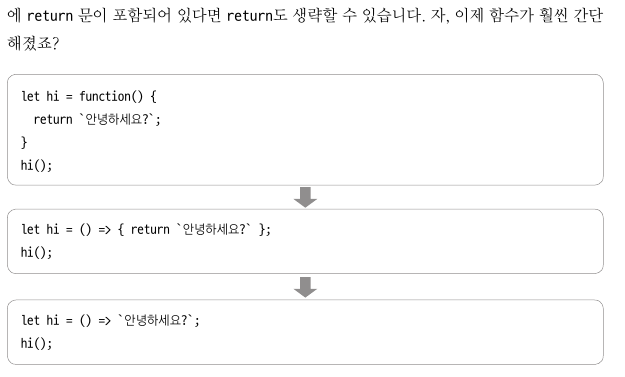 에 return 문이 포함되어 있다면 return도 생략할 수 있습니다. 자, 이제 함수가 훨씬 간단
해졌죠?
let hi = function() {
  return `안녕하세요?`;
}
hi();
let hi = () => { return `안녕하세요?` };
hi();
let hi = () => `안녕하세요?`;
hi();